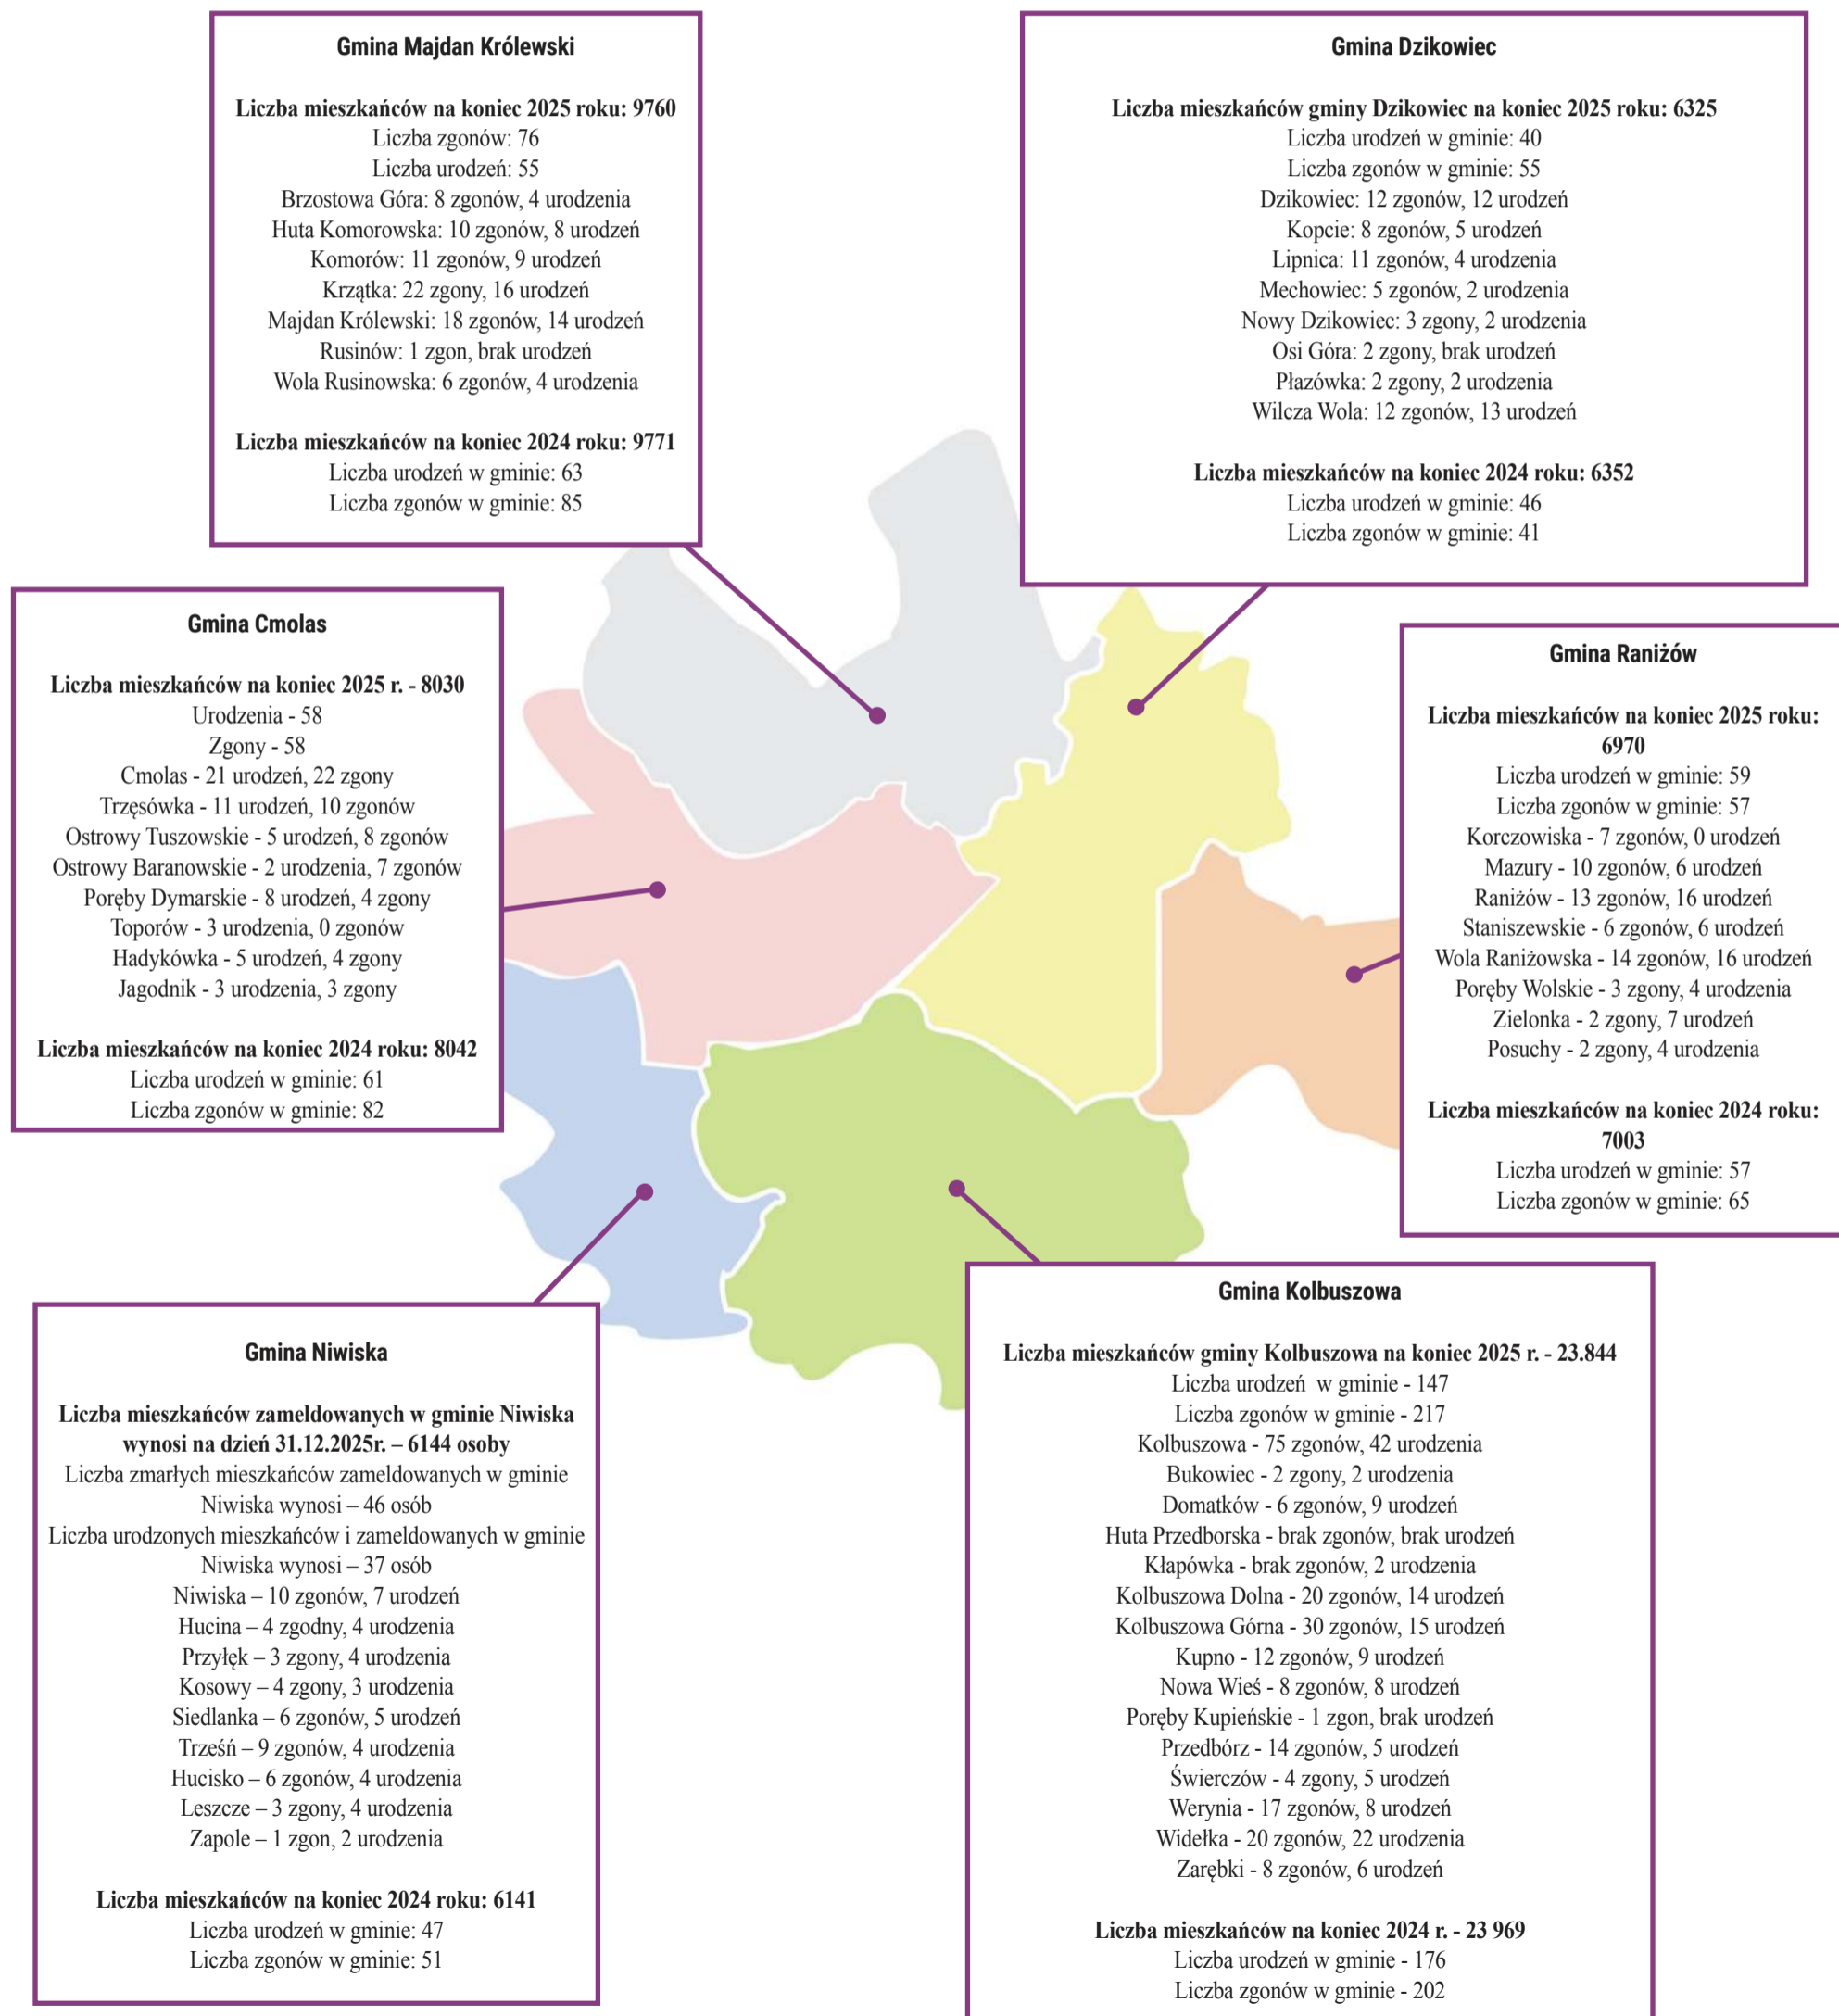 Gmina Majdan Królewski
Liczba mieszkańców na koniec 2025 roku: 9760
Liczba zgonów: 76
Liczba urodzeń: 55
Brzostowa Góra: 8 zgonów, 4 urodzenia
Huta Komorowska: 10 zgonów, 8 urodzeń
Komorów: 11 zgonów, 9 urodzeń
Krzątka: 22 zgony, 16 urodzeń
Majdan Królewski: 18 zgonów, 14 urodzeń
Rusinów: 1 zgon, brak urodzeń
Wola Rusinowska: 6 zgonów, 4 urodzenia
Liczba mieszkańców na koniec 2024 roku: 9771
Liczba urodzeń w gminie: 63
Liczba zgonów w gminie: 85
Gmina Dzikowiec
Liczba mieszkańców gminy Dzikowiec na koniec 2025 roku: 6325
Liczba urodzeń w gminie: 40
Liczba zgonów w gminie: 55
Dzikowiec: 12 zgonów, 12 urodzeń
Kopcie: 8 zgonów, 5 urodzeń
Lipnica: 11 zgonów, 4 urodzenia
Mechowiec: 5 zgonów, 2 urodzenia
Nowy Dzikowiec: 3 zgony, 2 urodzenia
Osi Góra: 2 zgony, brak urodzeń
Płazówka: 2 zgony, 2 urodzenia
Wilcza Wola: 12 zgonów, 13 urodzeń
Liczba mieszkańców na koniec 2024 roku: 6352
Liczba urodzeń w gminie: 46
Liczba zgonów w gminie: 41
Gmina Cmolas
Liczba mieszkańców na koniec 2025 r. - 8030
Urodzenia - 58
Zgony - 58
Cmolas - 21 urodzeń, 22 zgony
Trzęsówka - 11 urodzeń, 10 zgonów
Ostrowy Tuszowskie - 5 urodzeń, 8 zgonów
Ostrowy Baranowskie - 2 urodzenia, 7 zgonów
Poręby Dymarskie - 8 urodzeń, 4 zgony
Toporów - 3 urodzenia, 0 zgonów
Hadykówka - 5 urodzeń, 4 zgony
Jagodnik - 3 urodzenia, 3 zgony
Liczba mieszkańców na koniec 2024 roku: 8042
Liczba urodzeń w gminie: 61
Liczba zgonów w gminie: 82
Gmina Raniżów
Liczba mieszkańców na koniec 2025 roku:
6970
Liczba urodzeń w gminie: 59
Liczba zgonów w gminie: 57
Korczowiska - 7 zgonów, 0 urodzeń
Mazury - 10 zgonów, 6 urodzeń
Raniżów - 13 zgonów, 16 urodzeń
Staniszewskie - 6 zgonów, 6 urodzeń
Wola Raniżowska - 14 zgonów, 16 urodzeń
Poręby Wolskie - 3 zgony, 4 urodzenia
Zielonka - 2 zgony, 7 urodzeń
Posuchy - 2 zgony, 4 urodzenia
Liczba mieszkańców na koniec 2024 roku:
7003
Liczba urodzeń w gminie: 57
Liczba zgonów w gminie: 65
Gmina Niwiska
Liczba mieszkańców zameldowanych w gminie Niwiska
wynosi na dzień 31.12.2025r. – 6144 osoby
Liczba zmarłych mieszkańców zameldowanych w gminie
Niwiska wynosi – 46 osób
Liczba urodzonych mieszkańców i zameldowanych w gminie
Niwiska wynosi – 37 osób
Niwiska – 10 zgonów, 7 urodzeń
Hucina – 4 zgodny, 4 urodzenia
Przyłęk – 3 zgony, 4 urodzenia
Kosowy – 4 zgony, 3 urodzenia
Siedlanka – 6 zgonów, 5 urodzeń
Trześń – 9 zgonów, 4 urodzenia
Hucisko – 6 zgonów, 4 urodzenia
Leszcze – 3 zgony, 4 urodzenia
Zapole – 1 zgon, 2 urodzenia
Liczba mieszkańców na koniec 2024 roku: 6141
Liczba urodzeń w gminie: 47
Liczba zgonów w gminie: 51
Gmina Kolbuszowa
Liczba mieszkańców gminy Kolbuszowa na koniec 2025 r. - 23.844
Liczba urodzeń w gminie - 147
Liczba zgonów w gminie - 217
Kolbuszowa - 75 zgonów, 42 urodzenia
Bukowiec - 2 zgony, 2 urodzenia
Domatków - 6 zgonów, 9 urodzeń
Huta Przedborska - brak zgonów, brak urodzeń
Kłapówka - brak zgonów, 2 urodzenia
Kolbuszowa Dolna - 20 zgonów, 14 urodzeń
Kolbuszowa Górna - 30 zgonów, 15 urodzeń
Kupno - 12 zgonów, 9 urodzeń
Nowa Wieś - 8 zgonów, 8 urodzeń
Poręby Kupieńskie - 1 zgon, brak urodzeń
Przedbórz - 14 zgonów, 5 urodzeń
Świerczów - 4 zgony, 5 urodzeń
Werynia - 17 zgonów, 8 urodzeń
Widełka - 20 zgonów, 22 urodzenia
Zarębki - 8 zgonów, 6 urodzeń
Liczba mieszkańców na koniec 2024 r. - 23 969
Liczba urodzeń w gminie - 176
Liczba zgonów w gminie - 202